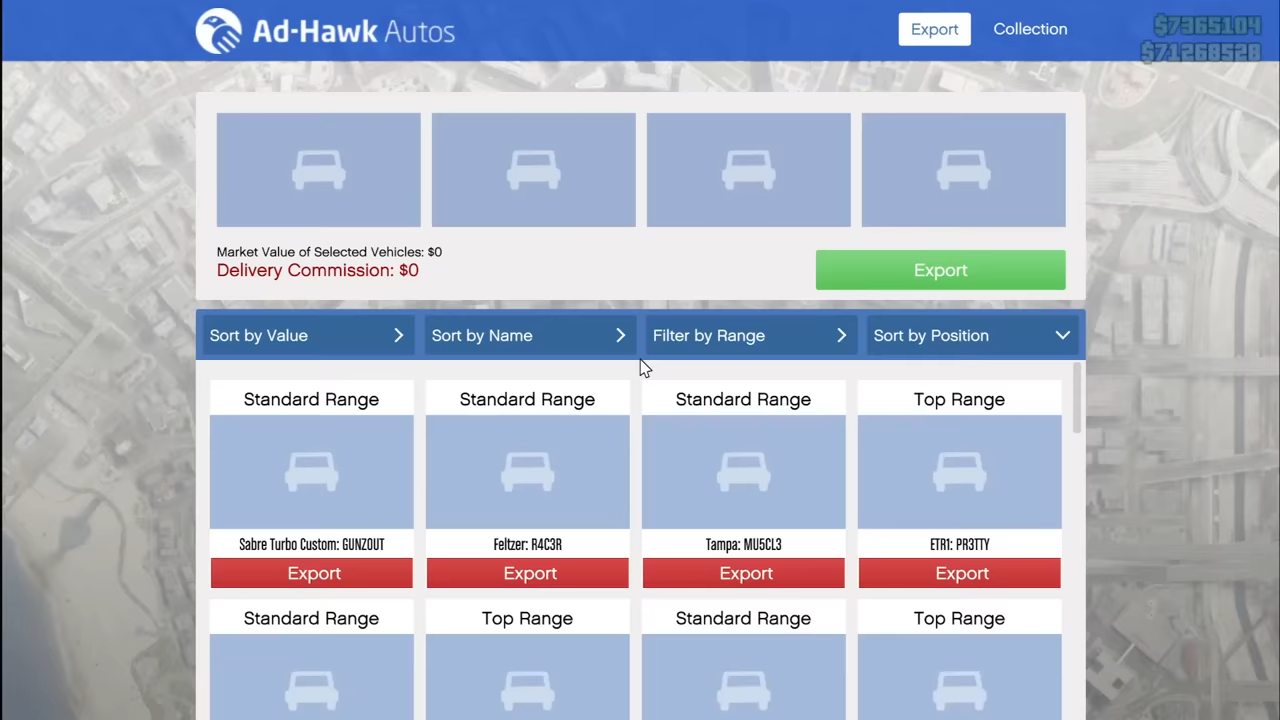 Ad-Hawk Autos
Export
Collection
$7365104
$71268528
Market Value of Selected Vehicles: $0
Delivery Commission: $0
Export
Sort by Value
Sort by Name
Filter by Range
Sort by Position
Standard Range
Standard Range
Standard Range
Top Range
Sabre Turbo Custom: GUNZOUT
Feltzer: R4C3R
Tampa: MU5CL3
ETR1: PR3TTY
Export
Export
Export
Export
Standard Range
Top Range
Standard Range
Top Range